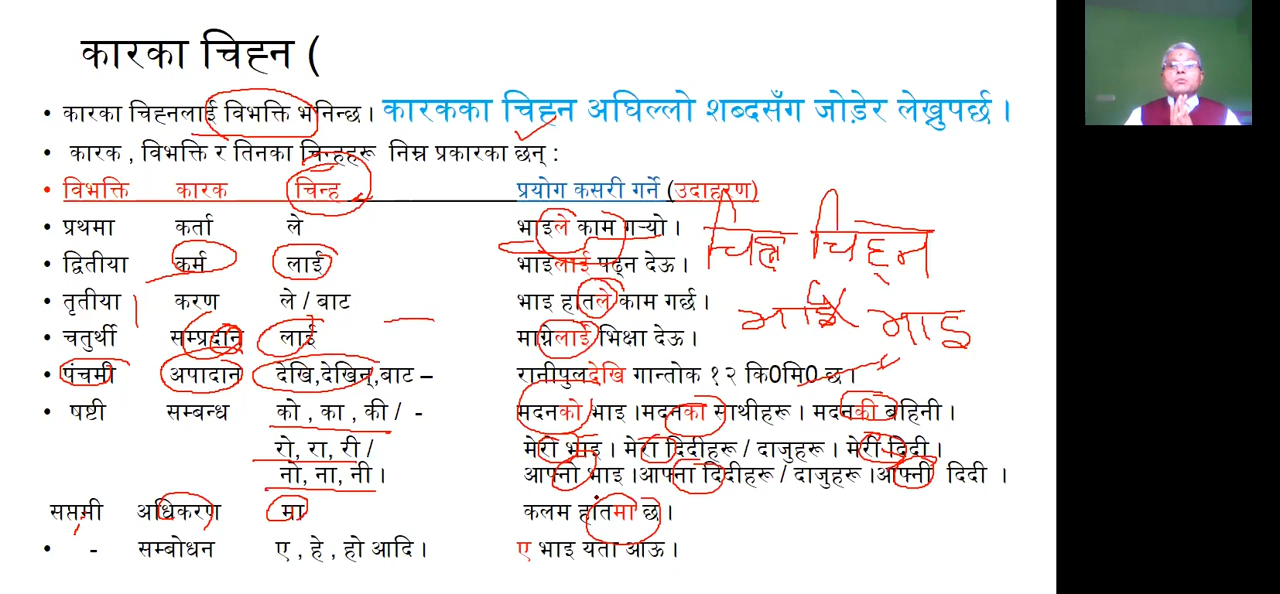 कारका चिह्न (
• कारका चिह्नलाई विभक्ति भनिन्छ । कारकका चिह्न अघिल्लो शब्दसँग जोडेर लेख्नुपर्छ ।
• कारक , विभक्ति र तिनका चिन्हहरू निम्न प्रकारका छन् :
• विभक्ति कारक चिन्ह प्रयोग कसरी गर्ने (उदाहरण)
• प्रथमा कर्ता ले भाइले काम गऱ्यो ।
• द्वितीया कर्म लाई भाइलाई पढ्न देऊ ।
चिह्न चिह्न
• तृतीया करण ले / बाट भाइ हातले काम गर्छ ।
भाइ
• चतुर्थी सम्प्रदान लाई माग्नेलाई भिक्षा देऊ ।
• पंचमी अपादान देखि,देखिन्,बाट – रानीपुलदेखि गान्तोक १२ कि0मि0 छ ।
• षष्टी सम्बन्ध को , का , की / - मदनको भाइ । मदनका साथीहरू । मदनकी बहिनी ।
रो, रा, री / मेरो भाइ । मेरा दिदीहरू / दाजुहरू । मेरी दिदी ।
नो, ना, नी । आफ्नो भाइ ।आफ्ना दिदीहरू / दाजुहरू ।आफ्नी दिदी ।
सप्तमी अधिकरण मा कलम हातमा छ ।
• - सम्बोधन ए , हे , हो आदि । ए भाइ यता आऊ ।